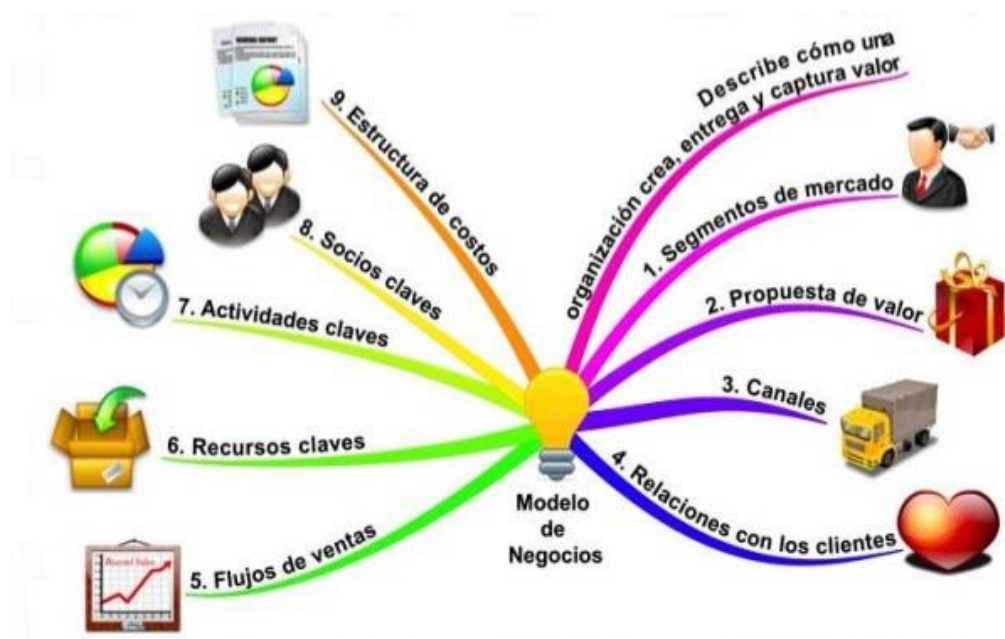 Describe cómo una
organización crea, entrega y captura valor
1. Segmentos de mercado
2. Propuesta de valor
3. Canales
4. Relaciones con los clientes
5. Flujos de ventas
6. Recursos claves
7. Actividades claves
8. Socios claves
9. Estructura de costos
Modelo
de
Negocios